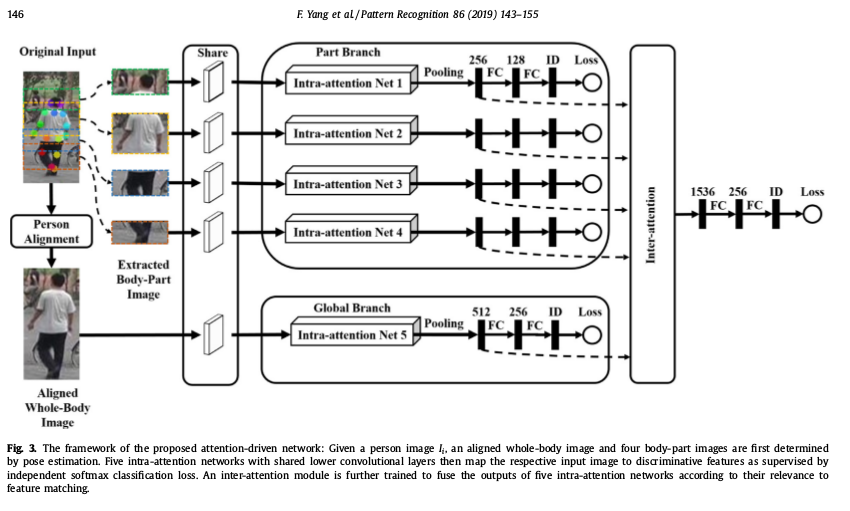 146
F. Yang et al. / Pattern Recognition 86 (2019) 143–155
Original Input
Share
Part Branch
Intra-attention Net 1
Pooling
256
FC
128
FC
ID
Loss
Intra-attention Net 2
Intra-attention Net 3
Intra-attention Net 4
Person
Alignment
Extracted
Body-Part
Image
Global Branch
Intra-attention Net 5
Pooling
512
FC
256
FC
ID
Loss
Inter-attention
1536
FC
256
FC
ID
Loss
Aligned
Whole-Body
Image
Fig. 3. The framework of the proposed attention-driven network: Given a person image Ii, an aligned whole-body image and four body-part images are first determined
by pose estimation. Five intra-attention networks with shared lower convolutional layers then map the respective input image to discriminative features as supervised by
independent softmax classification loss. An inter-attention module is further trained to fuse the outputs of five intra-attention networks according to their relevance to
feature matching.